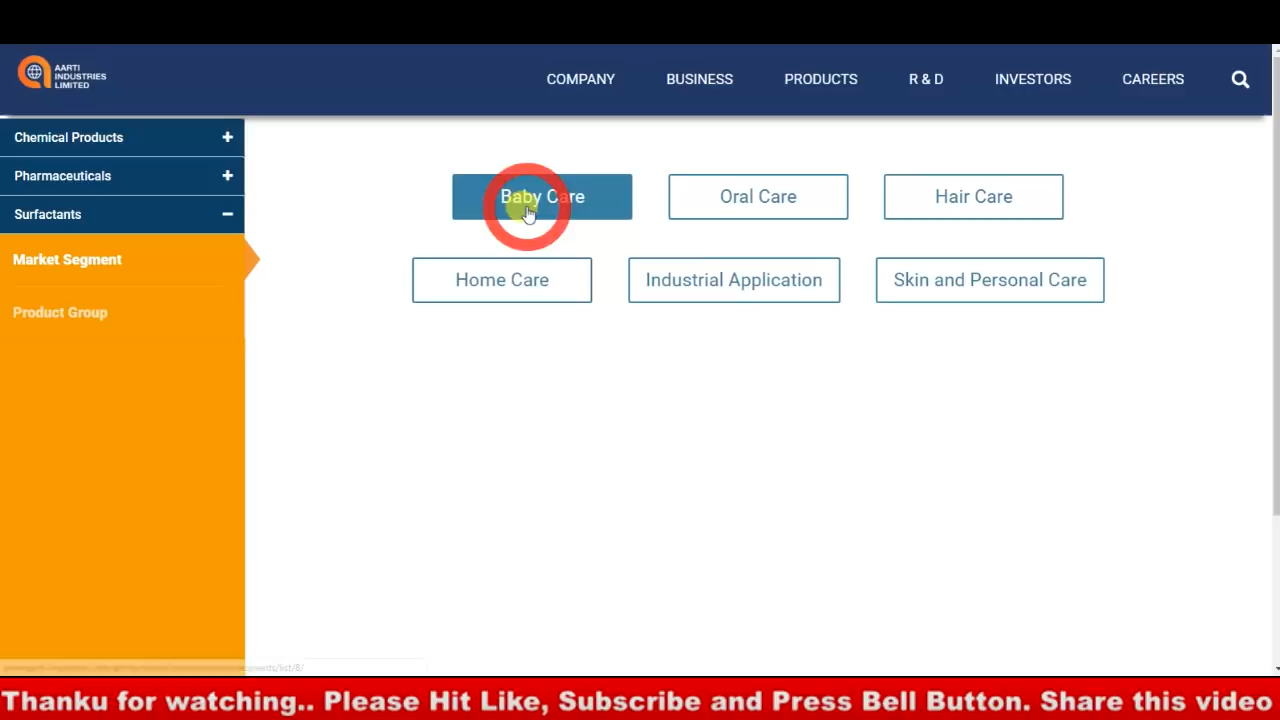 AARTI
INDUSTRIES
LIMITED
COMPANY BUSINESS PRODUCTS R & D INVESTORS CAREERS
Chemical Products +
Pharmaceuticals +
Surfactants −
Market Segment
Product Group
Baby Care Oral Care Hair Care
Home Care Industrial Application Skin and Personal Care
Thanku for watching.. Please Hit Like, Subscribe and Press Bell Button. Share this video